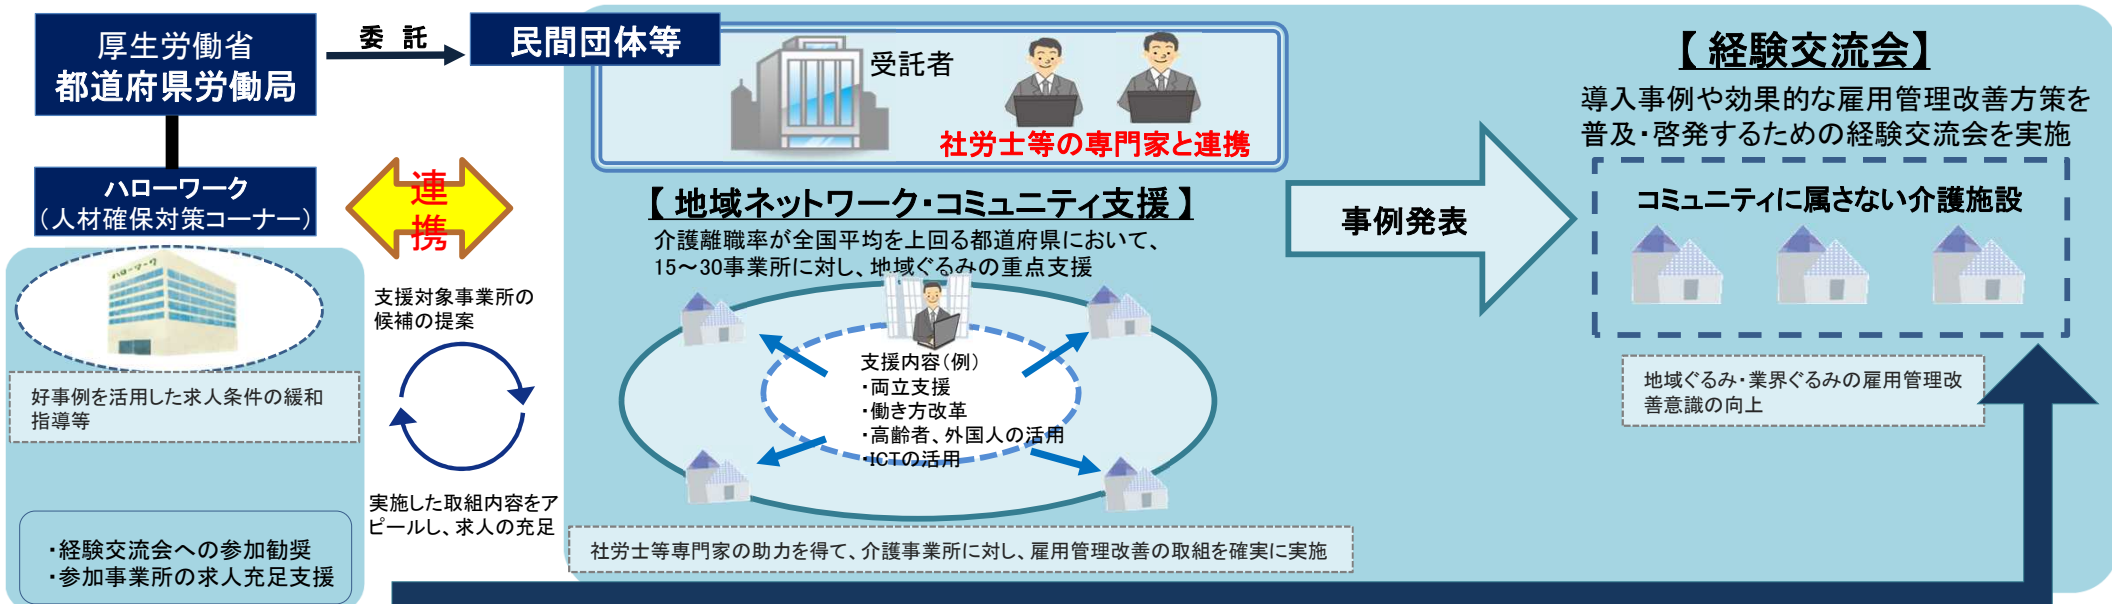 厚生労働省
都道府県労働局
委 託
民間団体等
受託者
社労士等の専門家と連携
ハローワーク
（人材確保対策コーナー）
連携
ハローワーク
好事例を活用した求人条件の緩和
指導等
・経験交流会への参加勧奨
・参加事業所の求人充足支援
支援対象事業所の
候補の提案
実施した取組内容をア
ピールし、求人の充足
【 地域ネットワーク・コミュニティ支援 】
介護離職率が全国平均を上回る都道府県において、
15～30事業所に対し、地域ぐるみの重点支援
支援内容（例）
・両立支援
・働き方改革
・高齢者、外国人の活用
・ICTの活用
社労士等専門家の助力を得て、介護事業所に対し、雇用管理改善の取組を確実に実施
事例発表
【 経験交流会】
導入事例や効果的な雇用管理改善方策を
普及・啓発するための経験交流会を実施
コミュニティに属さない介護施設
地域ぐるみ・業界ぐるみの雇用管理改
善意識の向上